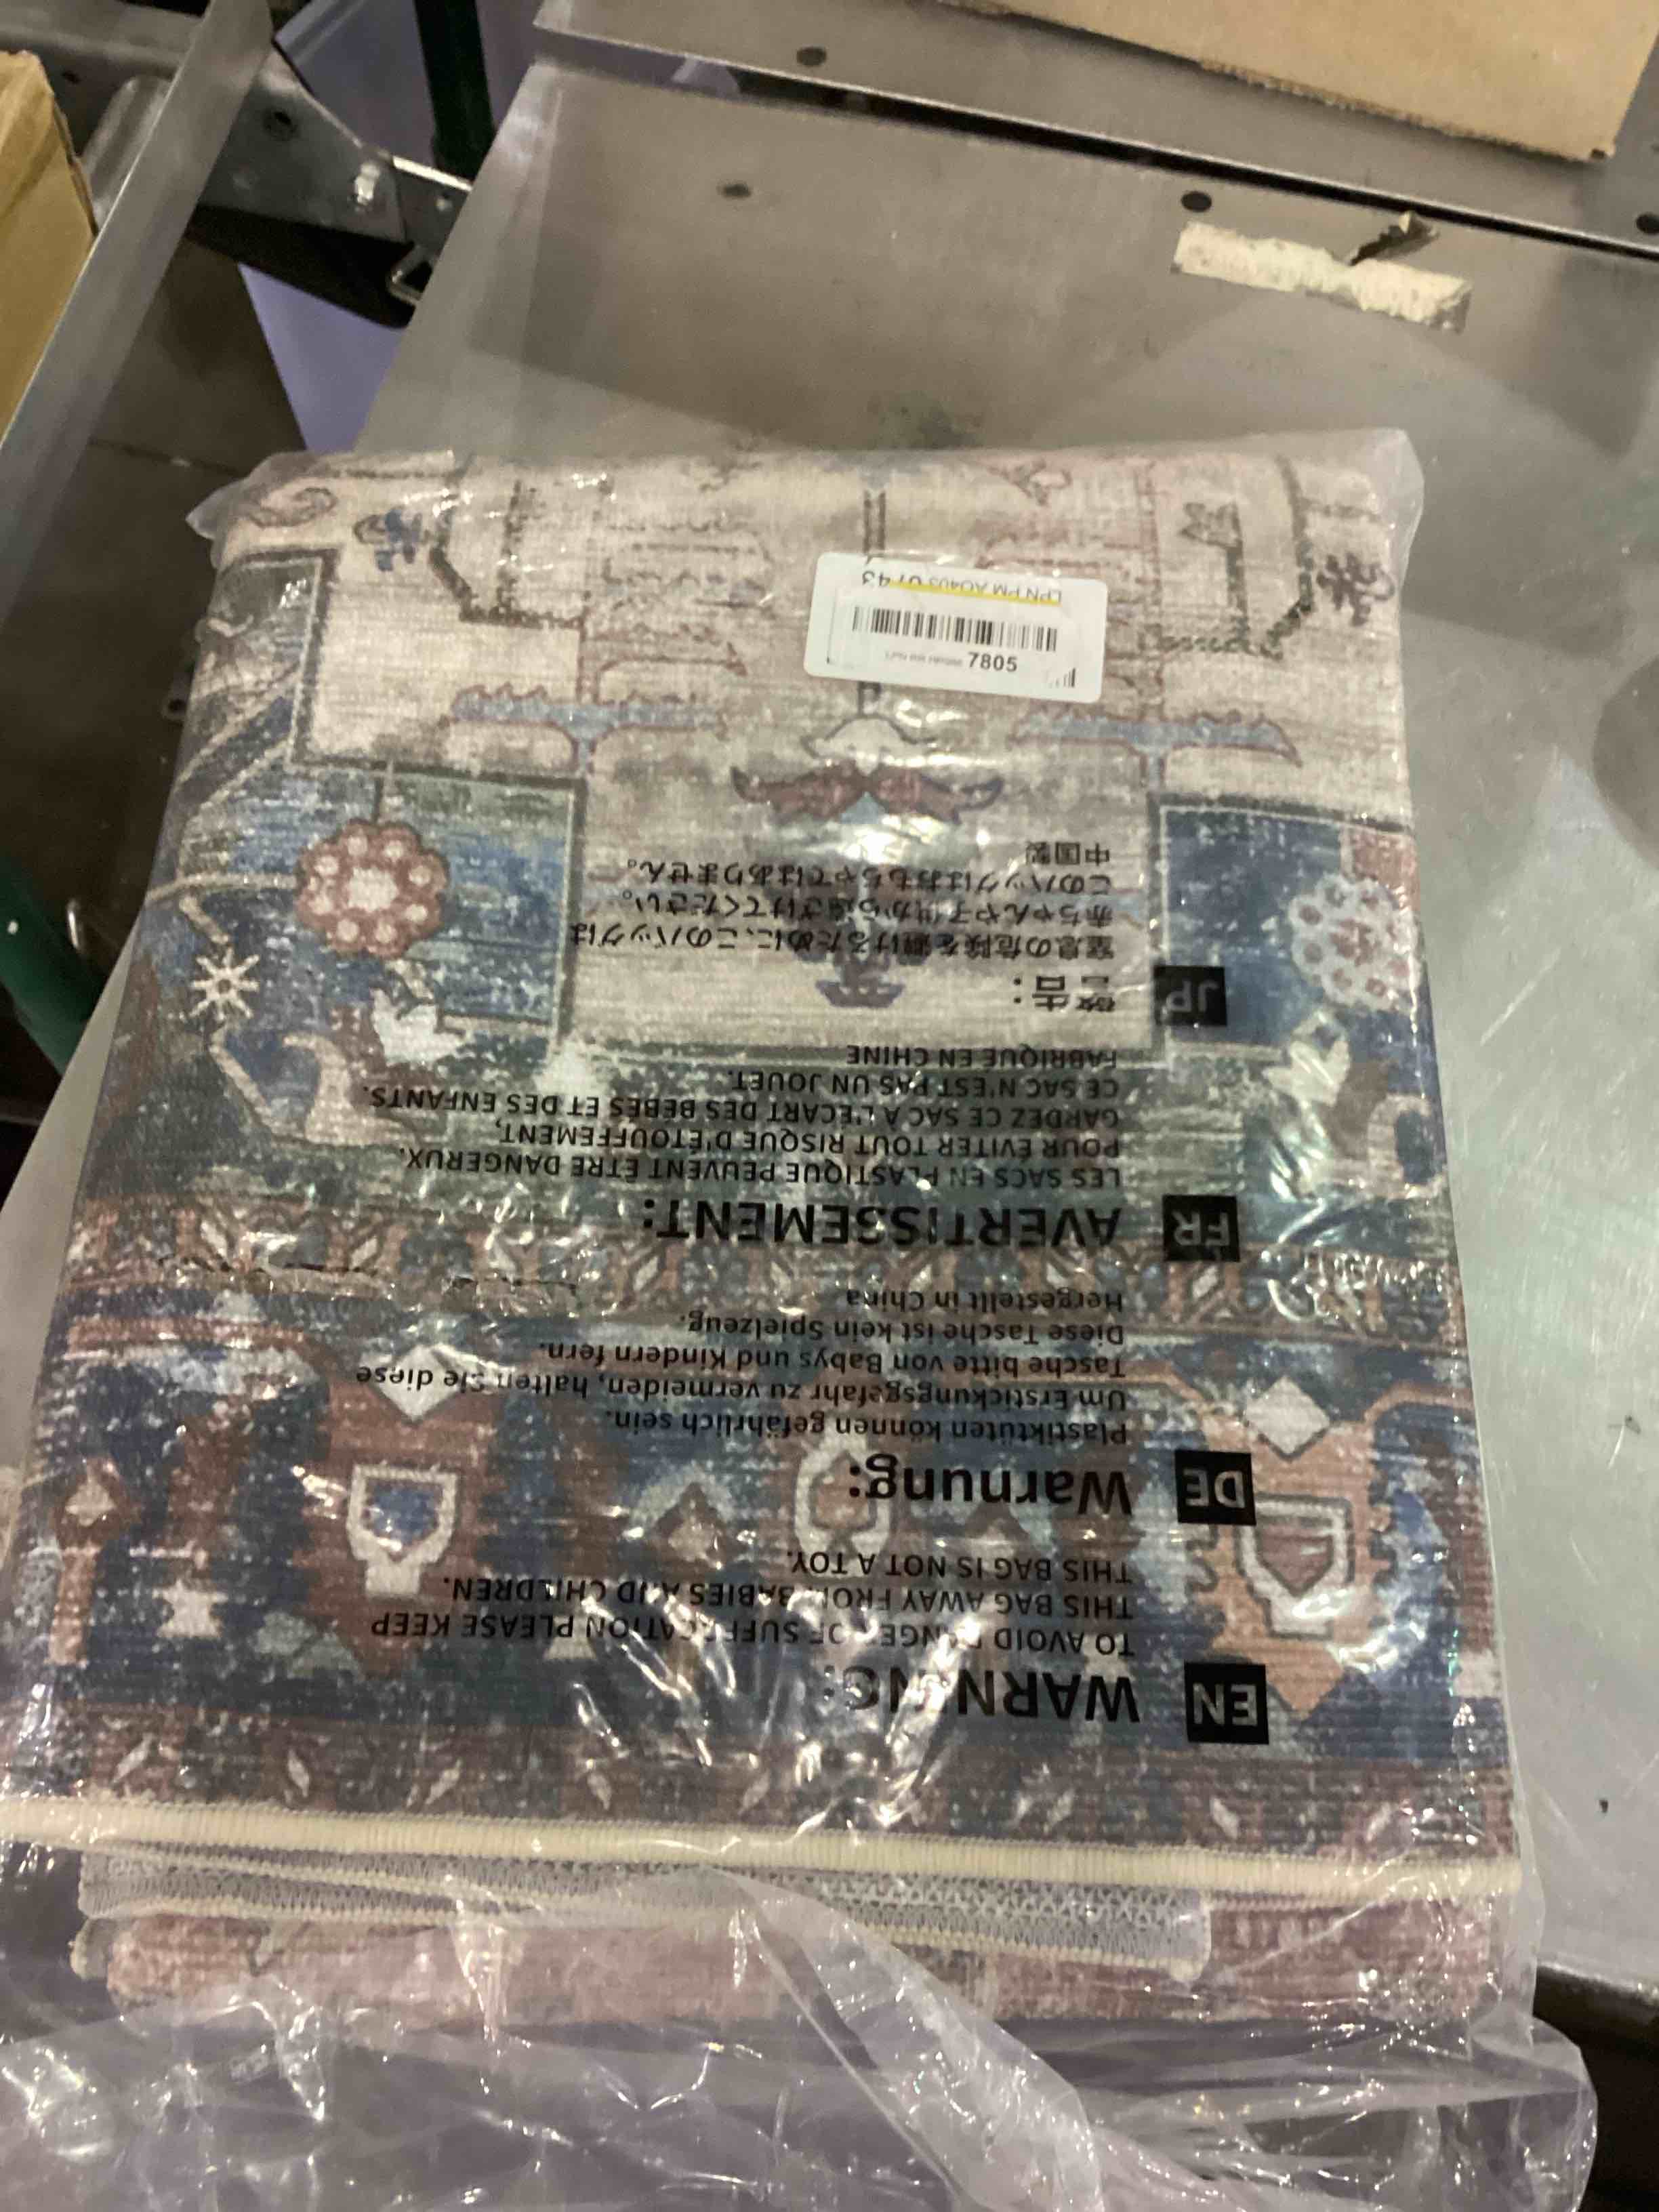 EN
WARNING:
TO AVOID DANGER OF SUFFOCATION PLEASE KEEP
THIS BAG AWAY FROM BABIES AND CHILDREN.
THIS BAG IS NOT A TOY.
DE
Warnung:
Plastiktüten können gefährlich sein.
Um Erstickungsgefahr zu vermeiden, halten Sie diese
Tasche bitte von Babys und Kindern fern.
Diese Tasche ist kein Spielzeug.
Hergestellt in China
FR
AVERTISSEMENT:
LES SACS EN PLASTIQUE PEUVENT ÊTRE DANGERUX.
POUR ÉVITER TOUT RISQUE D'ÉTOUFFEMENT,
GARDEZ CE SAC A L'ECART DES BEBES ET DES ENFANTS.
CE SAC N'EST PAS UN JOUET.
FABRIQUE EN CHINE
JP
警告：
窒息の危険を避けるために、このバッグは
赤ちゃんや子供から遠ざけてください。
このバッグはおもちゃではありません。
中国製
7805